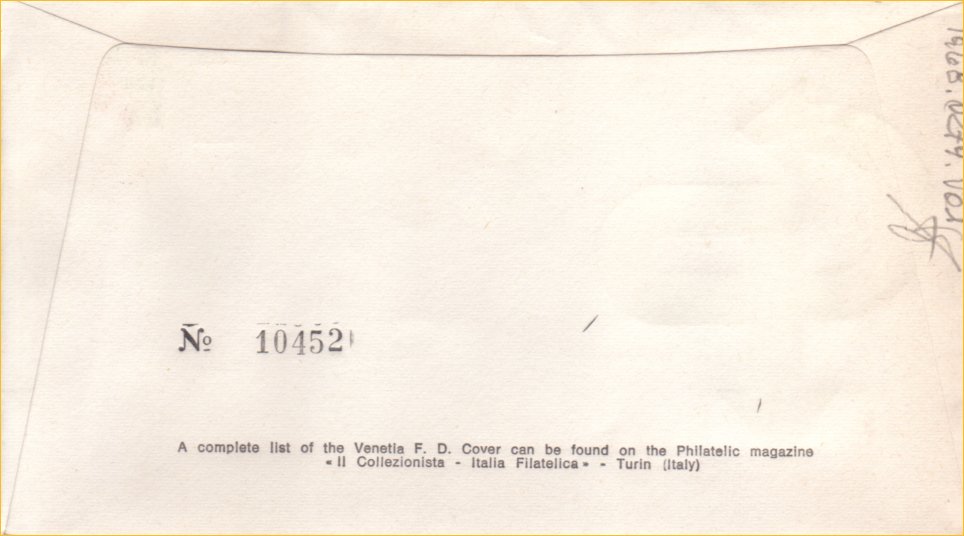 № 10452
A complete list of the Venetia F. D. Cover can be found on the Philatelic magazine
« Il Collezionista - Italia Filatelica » - Turin (Italy)